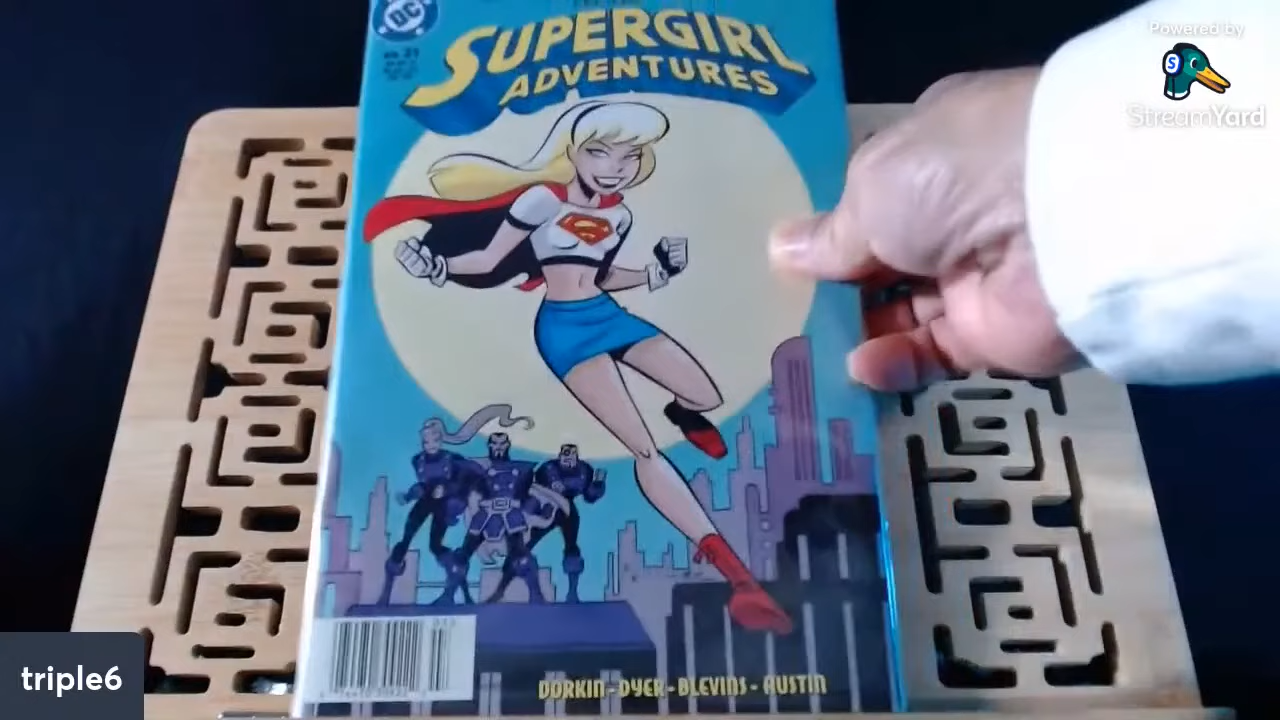 DC
SUPERGIRL
ADVENTURES
Powered by
S
StreamYard
DORKIN-DYER-BLEVINS-AUSTIN
triple6